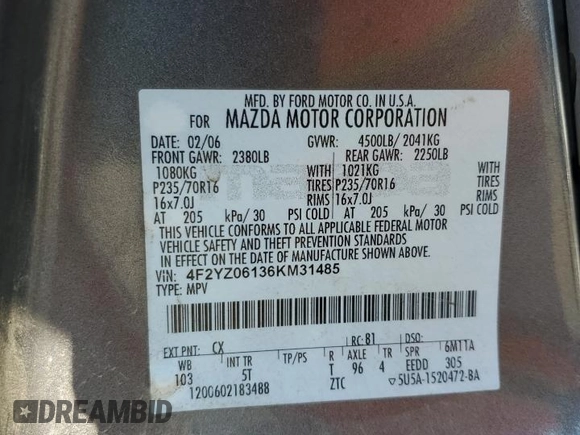 MFD. BY FORD MOTOR CO. IN U.S.A.
FOR MAZDA MOTOR CORPORATION
DATE: 02/06 GVWR: 4500LB/ 2041KG
FRONT GAWR: 2380LB REAR GAWR: 2250LB
1080KG WITH 1021KG WITH
P235/70R16 TIRES P235/70R16 TIRES
16x7.0J RIMS 16x7.0J RIMS
AT 205 kPa/ 30 PSI COLD AT 205 kPa/ 30 PSI COLD
THIS VEHICLE CONFORMS TO ALL APPLICABLE FEDERAL MOTOR
VEHICLE SAFETY AND THEFT PREVENTION STANDARDS
IN EFFECT ON THE DATE OF MANUFACTURE SHOWN ABOVE.
VIN: 4F2YZ06136KM31485
TYPE: MPV
EXT PNT: CX RC: 81 DSO:
WB INT TR TP/PS R AXLE TR SPR 6M11A
103 5T T 96 4 EEDD 305
1200602183488 ZTC ▽5U5A-1520472-BA
DREAMBID